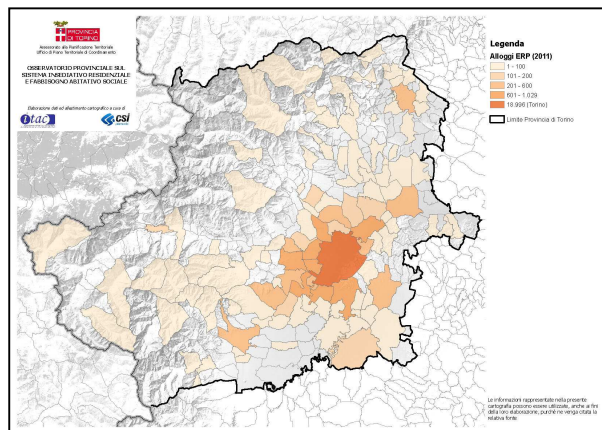 PROVINCIA
DI TORINO
Assessorato alla Pianificazione Territoriale
Ufficio di Piano Territoriale di Coordinamento
OSSERVATORIO PROVINCIALE SUL
SISTEMA INSEDIATIVO RESIDENZIALE
E FABBISOGNO ABITATIVO SOCIALE
Elaborazione dati ed allestimento cartografico a cura di
itac
CSI
Legenda
Alloggi ERP (2011)
1 - 100
101 - 200
201 - 600
601 - 1.029
18.996 (Torino)
Limite Provincia di Torino
Le informazioni rappresentate nella presente
cartografia possono essere utilizzate, anche ai fini
della loro elaborazione, purché ne venga citata la
relativa fonte